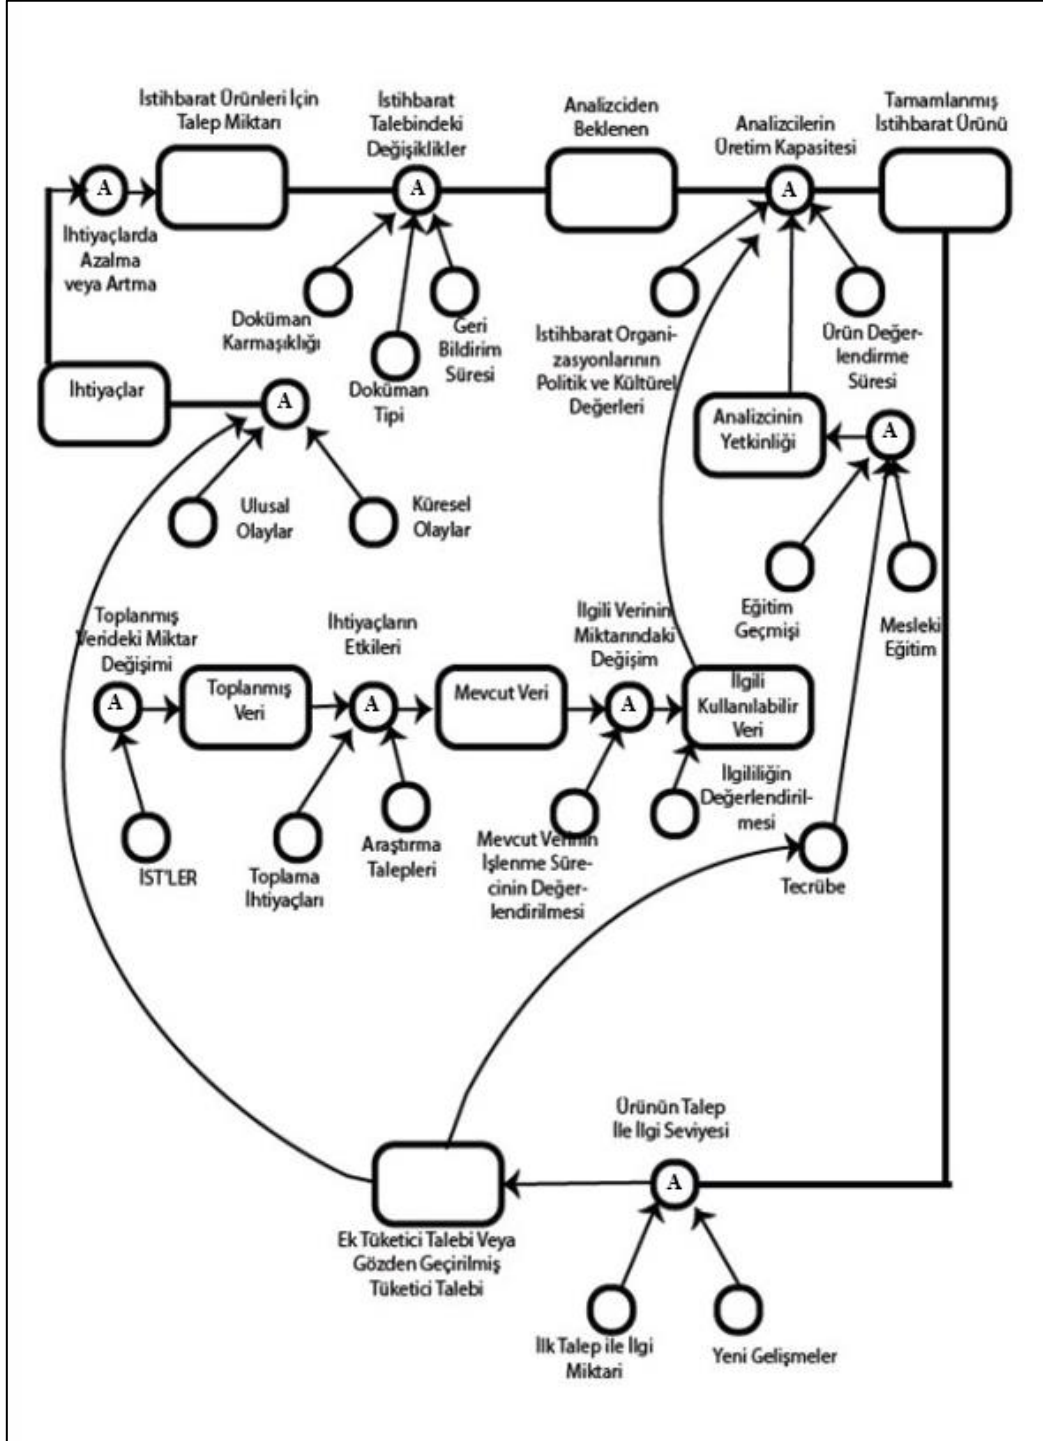 İstihbarat Ürünleri İçin
Talep Miktarı
İstihbarat
Talebindeki
Değişiklikler
Analizciden
Beklenen
Analizcilerin
Üretim Kapasitesi
Tamamlanmış
İstihbarat Ürünü
A
A
A
İhtiyaçlarda
Azalma
veya Artma
Doküman
Karmaşıklığı
Doküman
Tipi
Geri
Bildirim
Süresi
İstihbarat Organi-
zasyonlarının
Politik ve Kültürel
Değerleri
Ürün Değer-
lendirme
Süresi
İhtiyaçlar
A
Analizcinin
Yetkinliği
A
Ulusal
Olaylar
Küresel
Olaylar
Eğitim
Geçmişi
Mesleki
Eğitim
Toplanmış
Verideki Miktar
Değişimi
İhtiyaçların
Etkileri
İlgili Verinin
Miktarındaki
Değişim
A
Toplanmış
Veri
A
Mevcut Veri
A
İlgili
Kullanılabilir
Veri
İST'LER
Toplama
İhtiyaçları
Araştırma
Talepleri
Mevcut Verinin
İşlenme Süre-
cinin Değer-
lendirilmesi
İlgililiğin
Değerlendiril-
mesi
Tecrübe
Ürünün Talep
İle İlgi Seviyesi
A
Ek Tüketici Talebi Veya
Gözden Geçirilmiş
Tüketici Talebi
İlk Talep ile İlgi
Miktari
Yeni Gelişmeler